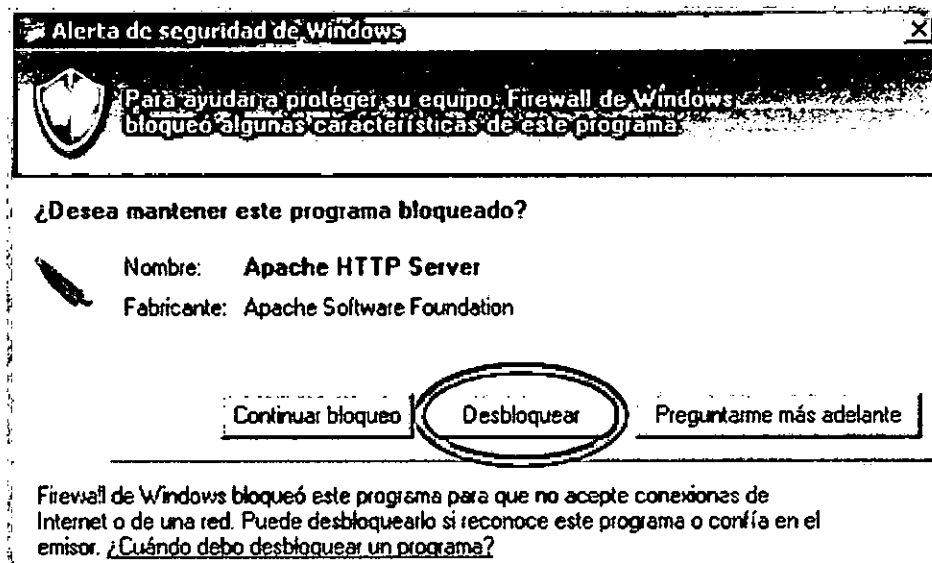 Alerta de seguridad de Windows
Para ayudar a proteger su equipo, Firewall de Windows
bloqueó algunas características de este programa.
¿Desea mantener este programa bloqueado?
Nombre: Apache HTTP Server
Fabricante: Apache Software Foundation
Continuar bloqueo Desbloquear Preguntarme más adelante
Firewall de Windows bloqueó este programa para que no acepte conexiones de
Internet o de una red. Puede desbloquearlo si reconoce este programa o confía en el
emisor. ¿Cuándo debo desbloquear un programa?